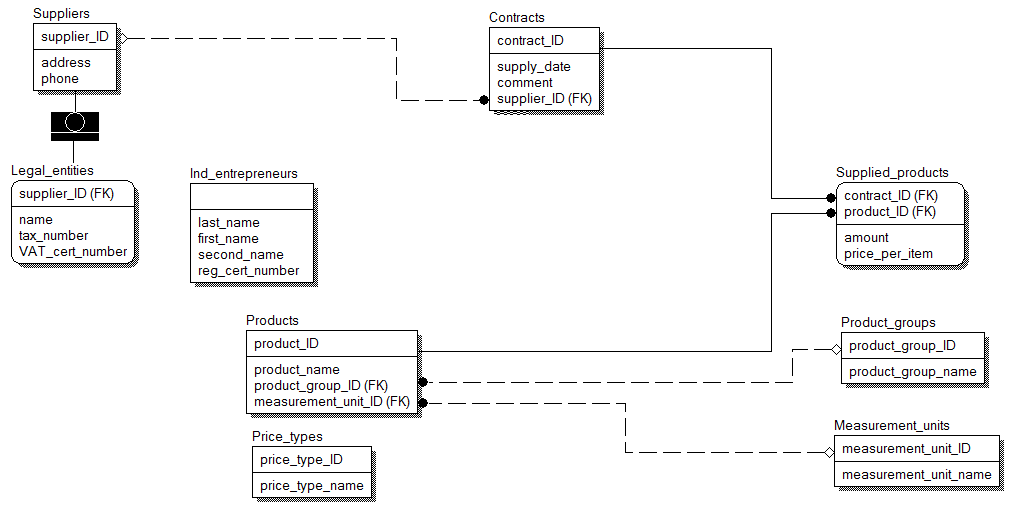 Suppliers
supplier_ID
address
phone
Contracts
contract_ID
supply_date
comment
supplier_ID (FK)
Legal_entities
supplier_ID (FK)
name
tax_number
VAT_cert_number
Ind_entrepreneurs
last_name
first_name
second_name
reg_cert_number
Supplied_products
contract_ID (FK)
product_ID (FK)
amount
price_per_item
Products
product_ID
product_name
product_group_ID (FK)
measurement_unit_ID (FK)
Product_groups
product_group_ID
product_group_name
Price_types
price_type_ID
price_type_name
Measurement_units
measurement_unit_ID
measurement_unit_name